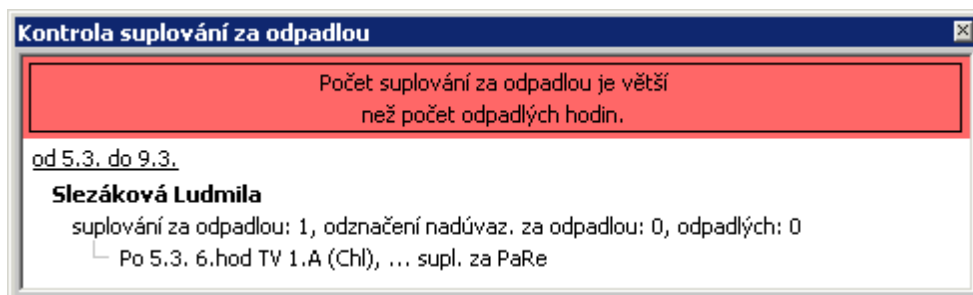 Kontrola suplování za odpadlou
Počet suplování za odpadlou je větší
než počet odpadlých hodin.
od 5.3. do 9.3.
Slezáková Ludmila
suplování za odpadlou: 1, odznačení nadúvaz. za odpadlou: 0, odpadlých: 0
Po 5.3. 6.hod TV 1.A (Chl), ... supl. za PaRe